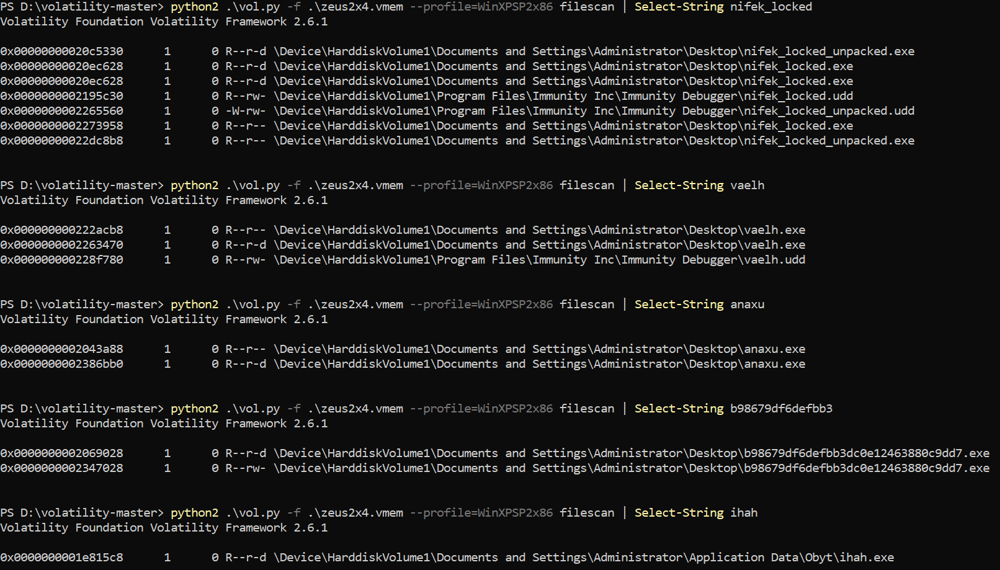 PS D:\volatility-master> python2 .\vol.py -f .\zeus2x4.vmem --profile=WinXPSP2x86 filescan | Select-String nifek_locked
Volatility Foundation Volatility Framework 2.6.1
0x00000000020c5330      1      0 R--r-d \Device\HarddiskVolume1\Documents and Settings\Administrator\Desktop\nifek_locked_unpacked.exe
0x00000000020ec628      1      0 R--r-d \Device\HarddiskVolume1\Documents and Settings\Administrator\Desktop\nifek_locked.exe
0x00000000020ec628      1      0 R--r-d \Device\HarddiskVolume1\Documents and Settings\Administrator\Desktop\nifek_locked.exe
0x0000000002195c30      1      0 R--rw- \Device\HarddiskVolume1\Program Files\Immunity Inc\Immunity Debugger\nifek_locked.udd
0x0000000002265560      1      0 -W-rw- \Device\HarddiskVolume1\Program Files\Immunity Inc\Immunity Debugger\nifek_locked_unpacked.udd
0x0000000002273958      1      0 R--r-- \Device\HarddiskVolume1\Documents and Settings\Administrator\Desktop\nifek_locked.exe
0x00000000022dc8b8      1      0 R--r-- \Device\HarddiskVolume1\Documents and Settings\Administrator\Desktop\nifek_locked_unpacked.exe
PS D:\volatility-master> python2 .\vol.py -f .\zeus2x4.vmem --profile=WinXPSP2x86 filescan | Select-String vaelh
Volatility Foundation Volatility Framework 2.6.1
0x000000000222acb8      1      0 R--r-- \Device\HarddiskVolume1\Documents and Settings\Administrator\Desktop\vaelh.exe
0x0000000002263470      1      0 R--r-d \Device\HarddiskVolume1\Documents and Settings\Administrator\Desktop\vaelh.exe
0x000000000228f780      1      0 R--rw- \Device\HarddiskVolume1\Program Files\Immunity Inc\Immunity Debugger\vaelh.udd
PS D:\volatility-master> python2 .\vol.py -f .\zeus2x4.vmem --profile=WinXPSP2x86 filescan | Select-String anaxu
Volatility Foundation Volatility Framework 2.6.1
0x0000000002043a88      1      0 R--r-- \Device\HarddiskVolume1\Documents and Settings\Administrator\Desktop\anaxu.exe
0x0000000002386bb0      1      0 R--r-d \Device\HarddiskVolume1\Documents and Settings\Administrator\Desktop\anaxu.exe
PS D:\volatility-master> python2 .\vol.py -f .\zeus2x4.vmem --profile=WinXPSP2x86 filescan | Select-String b98679df6defbb3
Volatility Foundation Volatility Framework 2.6.1
0x0000000002069028      1      0 R--r-d \Device\HarddiskVolume1\Documents and Settings\Administrator\Desktop\b98679df6defbb3dc0e12463880c9dd7.exe
0x0000000002347028      1      0 R--rw- \Device\HarddiskVolume1\Documents and Settings\Administrator\Desktop\b98679df6defbb3dc0e12463880c9dd7.exe
PS D:\volatility-master> python2 .\vol.py -f .\zeus2x4.vmem --profile=WinXPSP2x86 filescan | Select-String ihah
Volatility Foundation Volatility Framework 2.6.1
0x0000000001e815c8      1      0 R--r-d \Device\HarddiskVolume1\Documents and Settings\Administrator\Application Data\Obyt\ihah.exe